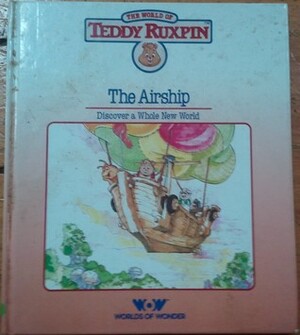 THE WORLD OF
TEDDY RUXPIN
The Airship
Discover a Whole New World
WOW
WORLDS OF WONDER